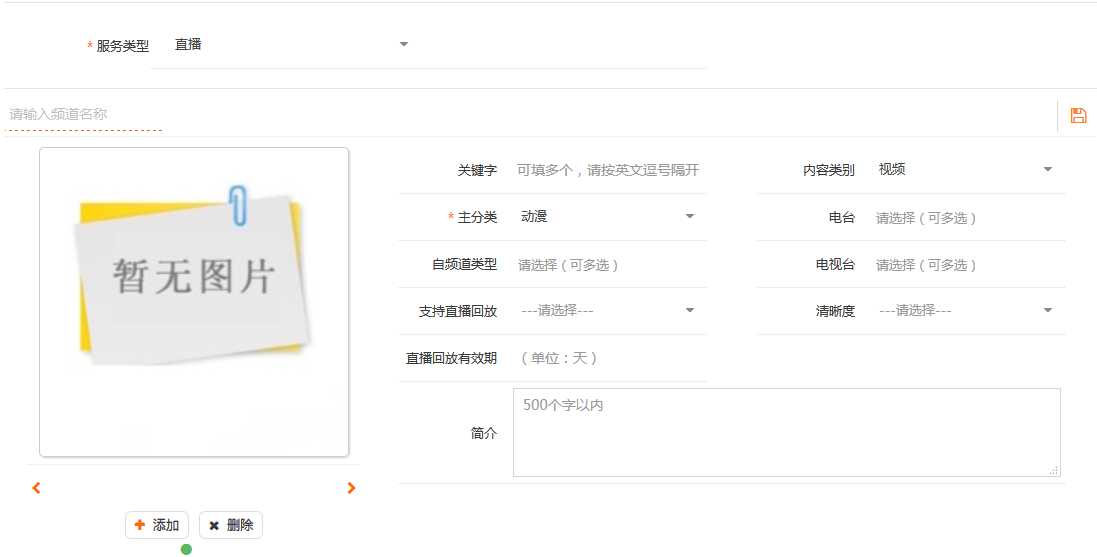 * 服务类型 直播
请输入频道名称
暂无图片
关键字 可填多个，请按英文逗号隔开 内容类别 视频
* 主分类 动漫 电台 请选择（可多选）
自频道类型 请选择（可多选） 电视台 请选择（可多选）
支持直播回放 ---请选择--- 清晰度 ---请选择---
直播回放有效期 （单位：天）
简介 500个字以内
添加 删除